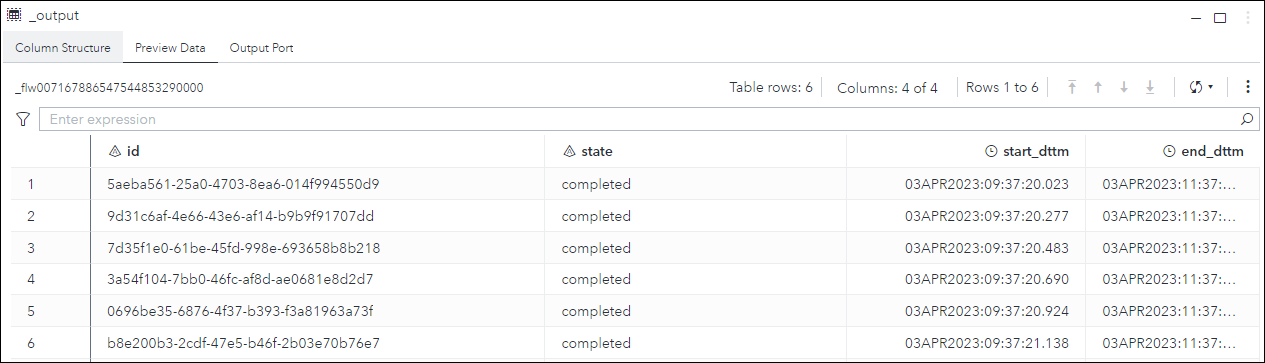 _output
Column Structure Preview Data Output Port
_flw007167886547544853290000 Table rows: 6 Columns: 4 of 4 Rows 1 to 6
Enter expression
id state start_dttm end_dttm
1 5aeba561-25a0-4703-8ea6-014f994550d9 completed 03APR2023:09:37:20.023 03APR2023:11:37:...
2 9d31c6af-4e66-43e6-af14-b9b9f91707dd completed 03APR2023:09:37:20.277 03APR2023:11:37:...
3 7d35f1e0-61be-45fd-998e-693658b8b218 completed 03APR2023:09:37:20.483 03APR2023:11:37:...
4 3a54f104-7bb0-46fc-af8d-ae0681e8d2d7 completed 03APR2023:09:37:20.690 03APR2023:11:37:...
5 0696be35-6876-4f37-b393-f3a81963a73f completed 03APR2023:09:37:20.924 03APR2023:11:37:...
6 b8e200b3-2cdf-47e5-b46f-2b03e70b76e7 completed 03APR2023:09:37:21.138 03APR2023:11:37:...